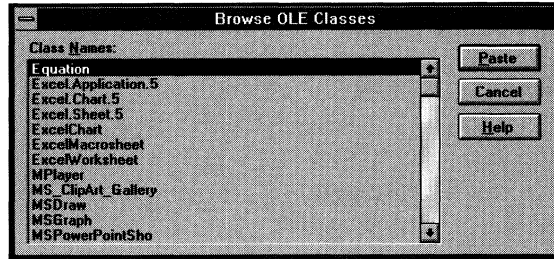 Browse OLE Classes
Class Names:
Equation
Excel.Application.5
Excel.Chart.5
Excel.Sheet.5
ExcelChart
ExcelMacrosheet
ExcelWorksheet
MPlayer
MS_ClipArt_Gallery
MSDraw
MSGraph
MSPowerPointSho
Paste
Cancel
Help